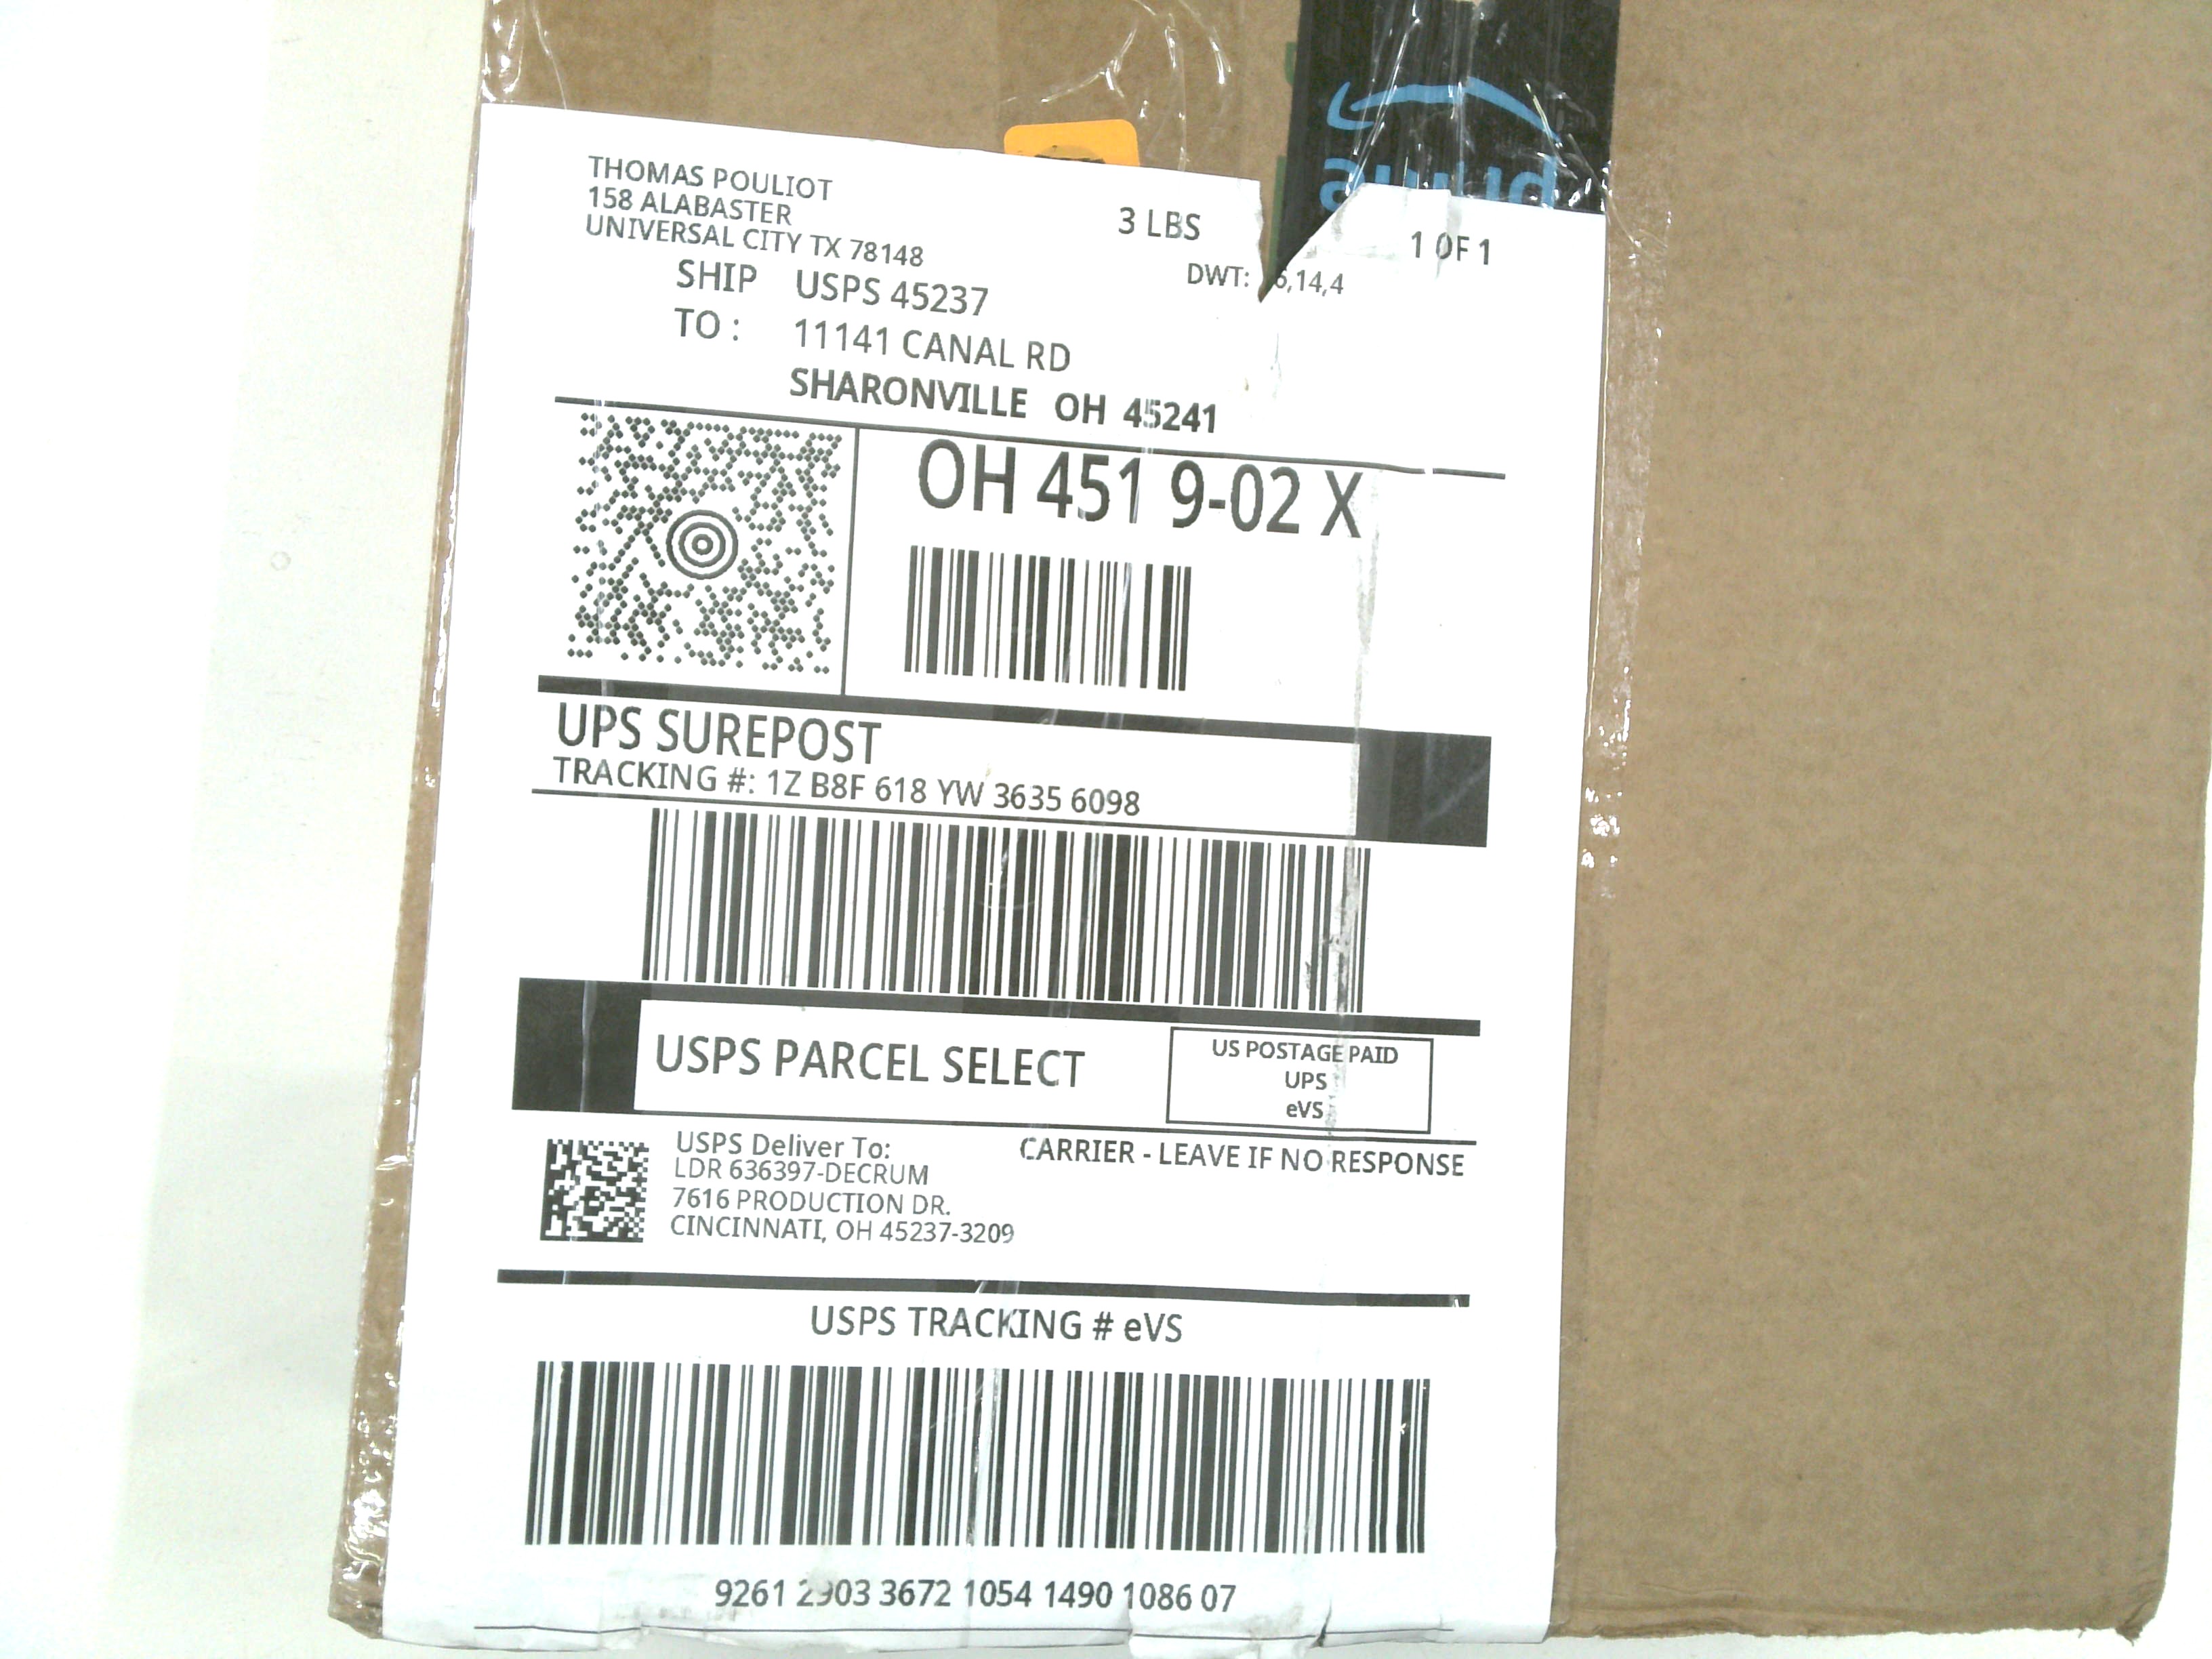 THOMAS POULIOT
158 ALABASTER
UNIVERSAL CITY TX 78148
3 LBS
1 OF 1
DWT: 6,14,4
SHIP TO: USPS 45237
11141 CANAL RD
SHARONVILLE OH 45241
OH 451 9-02 X
UPS SUREPOST
TRACKING #: 1Z B8F 618 YW 3635 6098
USPS PARCEL SELECT
US POSTAGE PAID
UPS
eVS
USPS Deliver To:
CARRIER - LEAVE IF NO RESPONSE
LDR 636397-DECRUM
7616 PRODUCTION DR.
CINCINNATI, OH 45237-3209
USPS TRACKING # eVS
9261 2903 3672 1054 1490 1086 07